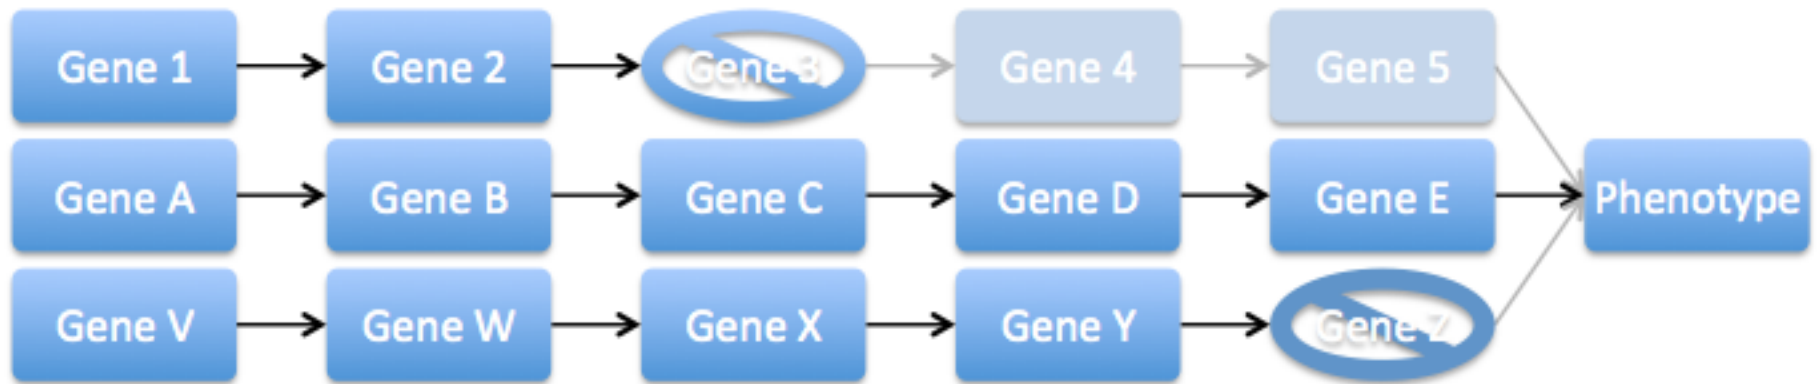 Gene 1 Gene 2 Gene 3 Gene 4 Gene 5
Gene A Gene B Gene C Gene D Gene E Phenotype
Gene V Gene W Gene X Gene Y Gene Z